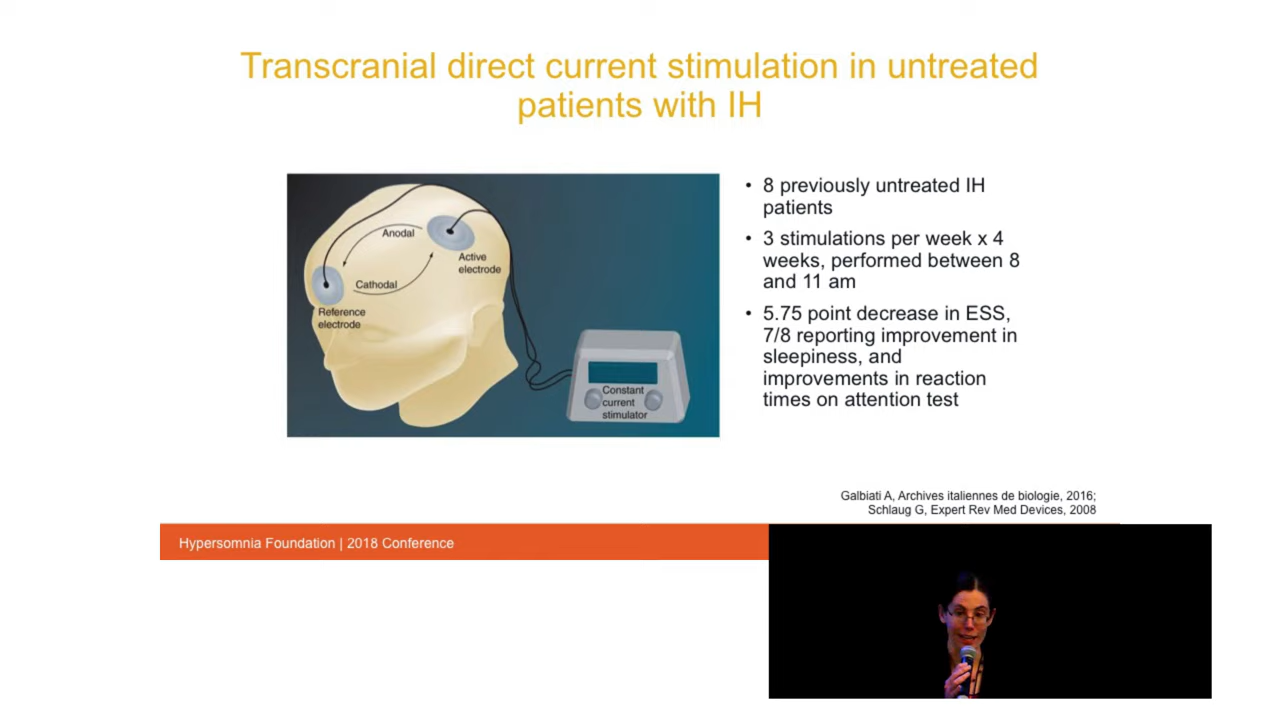 Transcranial direct current stimulation in untreated
patients with IH
Anodal
Active
electrode
Cathodal
Reference
electrode
Constant
current
stimulator
• 8 previously untreated IH
patients
• 3 stimulations per week x 4
weeks, performed between 8
and 11 am
• 5.75 point decrease in ESS,
7/8 reporting improvement in
sleepiness, and
improvements in reaction
times on attention test
Galbiati A, Archives italiennes de biologie, 2016;
Schlaug G, Expert Rev Med Devices, 2008
Hypersomnia Foundation | 2018 Conference